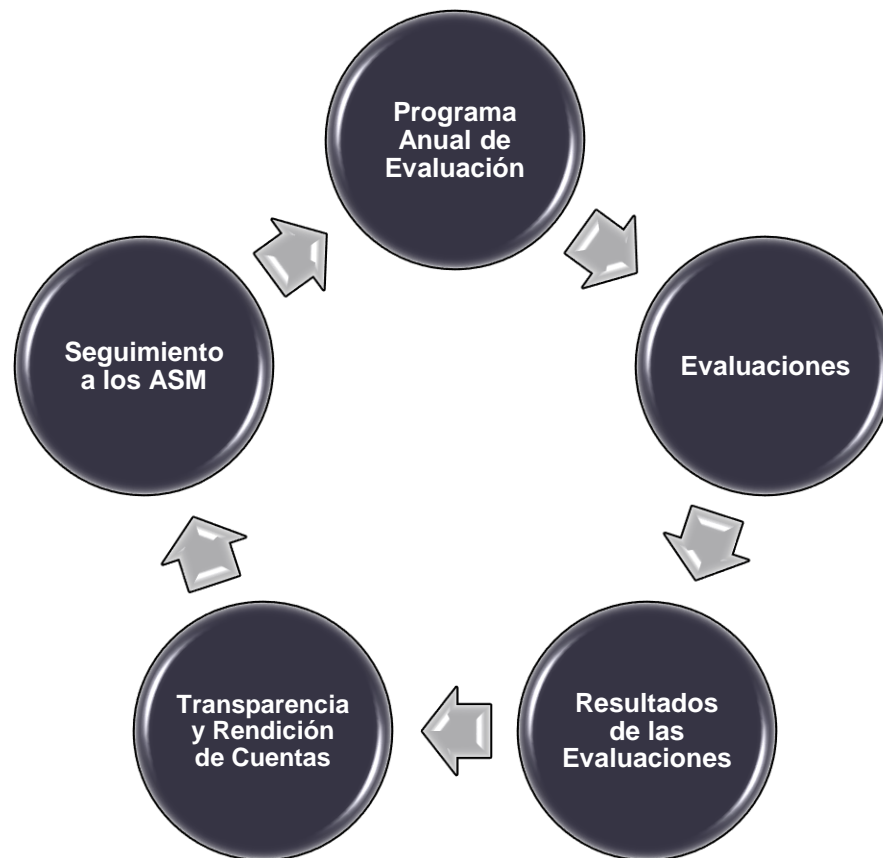 Programa
Anual de
Evaluación
Evaluaciones
Resultados
de las
Evaluaciones
Transparencia
y Rendición
de Cuentas
Seguimiento
a los ASM